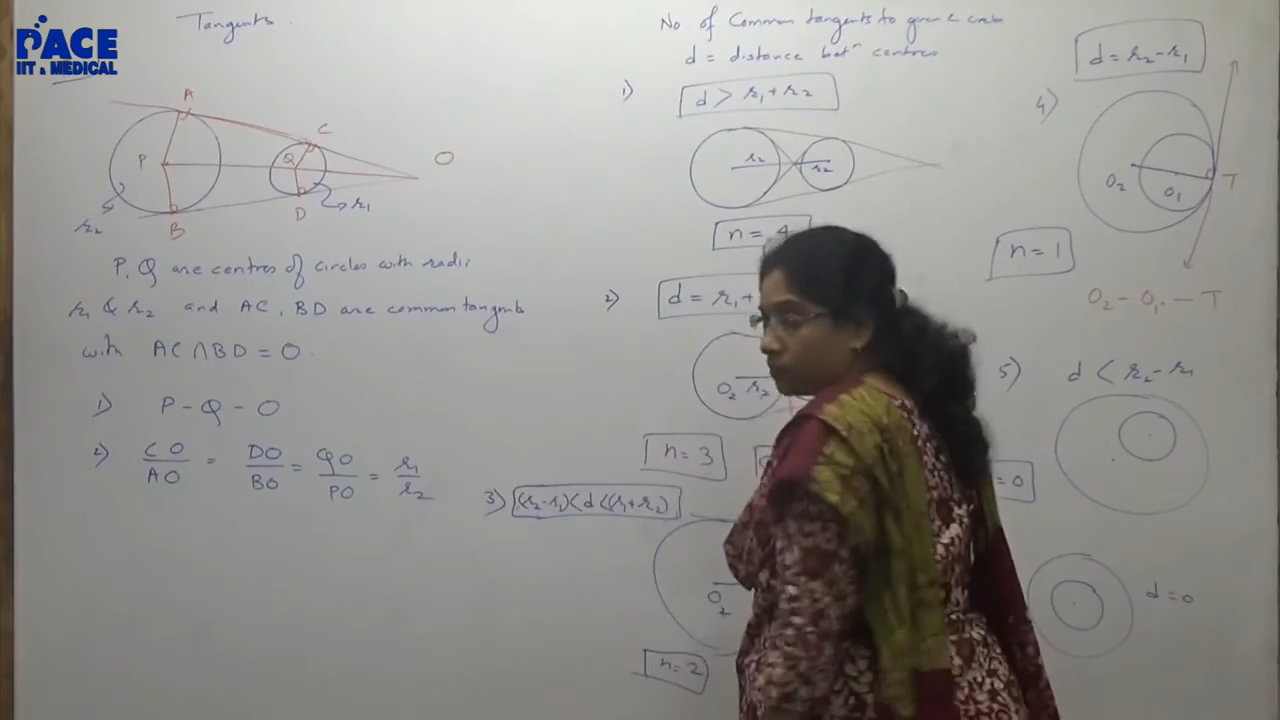 PACE
IIT & MEDICAL
Tangents
A
C
P
Q
O
B
D
r₂
r₁
P, Q are centres of circles with radii
r₁ & r₂ and AC, BD are common tangents
with AC ∩ BD = O.
1) P - Q - O
2) CO/AO = DO/BO = QO/PO = r₁/r₂
No of Common tangents to given 2 circles
d = distance betⁿ centres
1) d > r₁ + r₂
r₂
r₂
n = 4
2) d = r₁ +
O₂ r₂
n = 3
3) (r₂-r₁) < d < (r₁+r₂)
O₂
n = 2
4) d = r₂ - r₁
O₂
O₁
T
n = 1
O₂ - O₁ - T
5) d < r₂ - r₁
= 0
d = 0